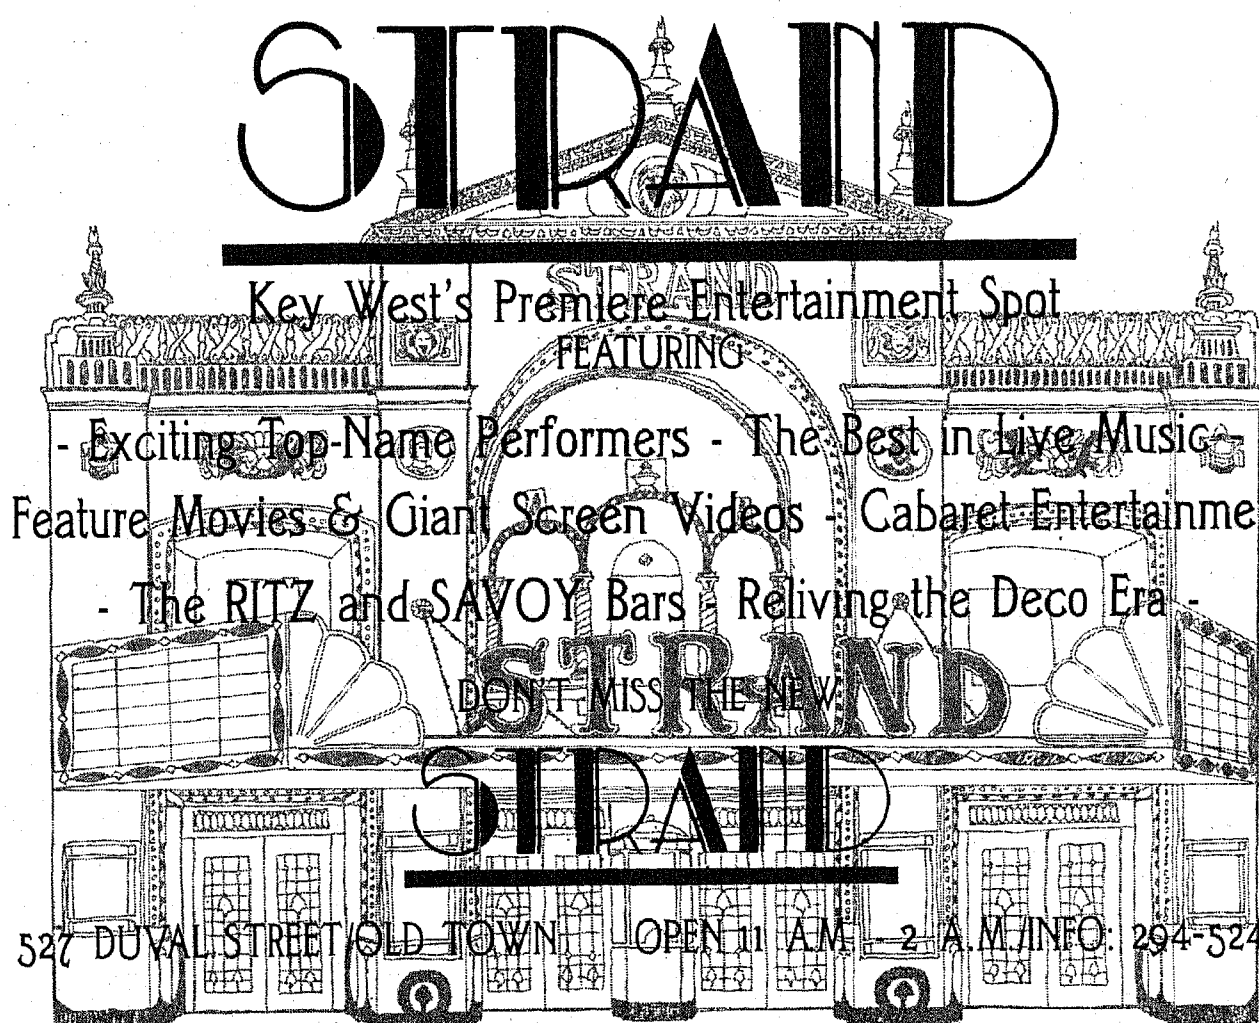 STRAND
STRAND
Key West's Premiere Entertainment Spot
FEATURING
- Exciting Top-Name Performers - The Best in Live Music -
Feature Movies & Giant Screen Videos - Cabaret Entertainme
- The RITZ and SAVOY Bars - Reliving the Deco Era -
STRAND
DON'T MISS THE NEW
STRAND
527 DUVAL STREET/OLD TOWN OPEN 11 A.M. - 2 A.M./INFO: 294-524